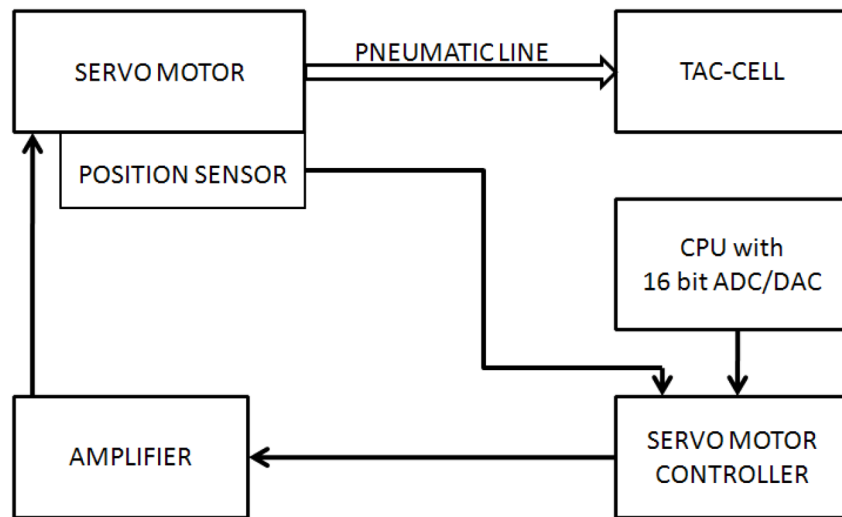 SERVO MOTOR
PNEUMATIC LINE
TAC-CELL
POSITION SENSOR
CPU with
16 bit ADC/DAC
AMPLIFIER
SERVO MOTOR
CONTROLLER